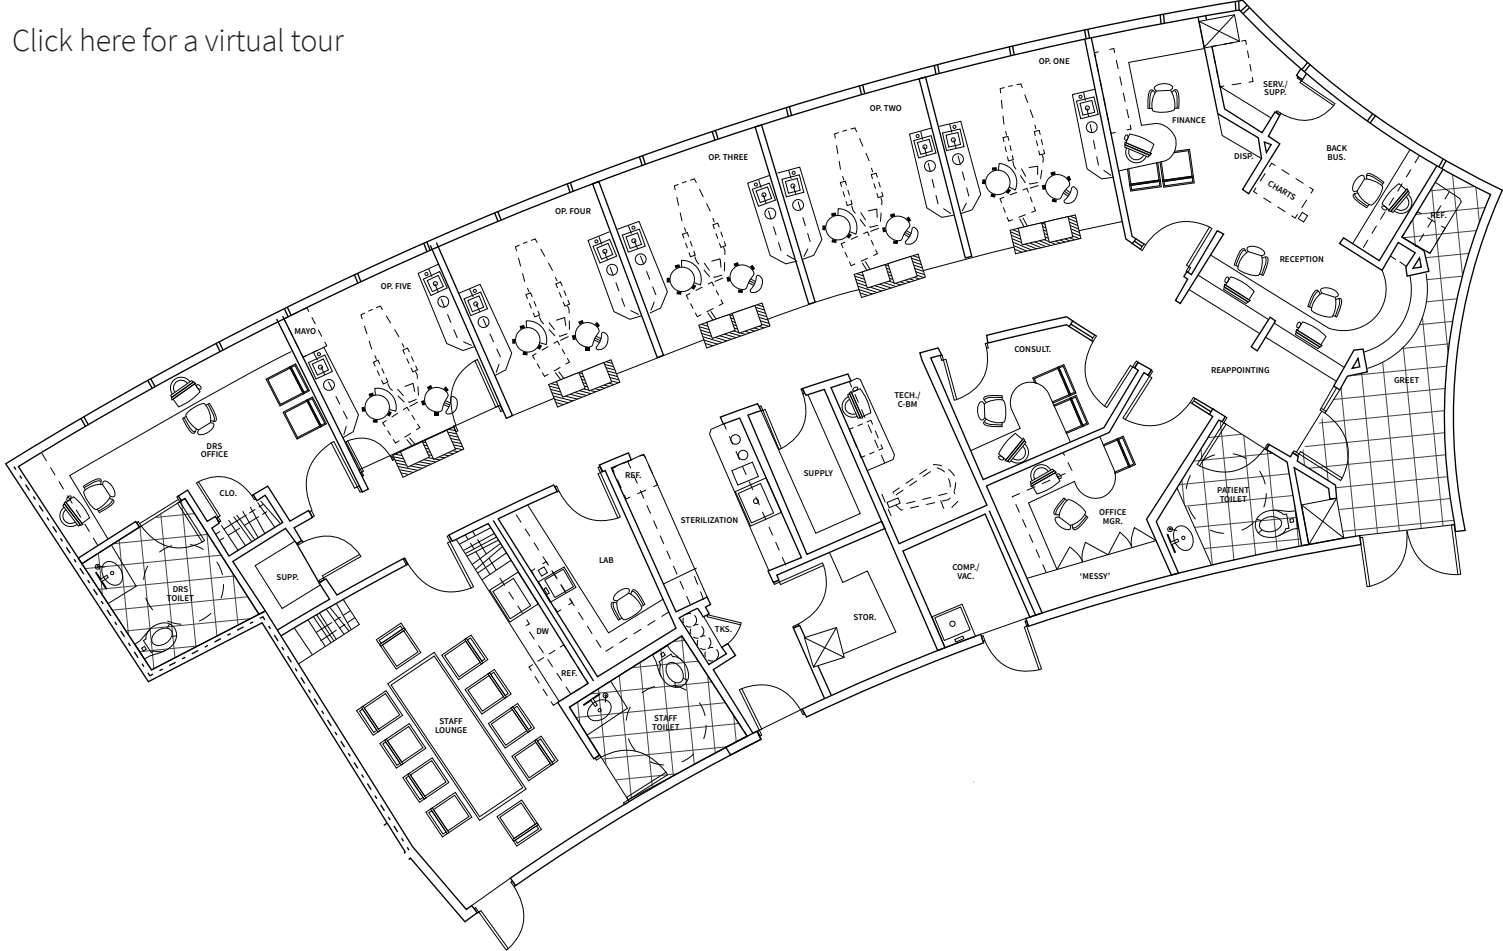 Click here for a virtual tour
OP. ONE
SERV./
SUPP.
OP. TWO
FINANCE
OP. THREE
DISP.
BACK
BUS.
CHARTS
OP. FOUR
REF.
RECEPTION
OP. FIVE
MAYO
CONSULT.
REAPPOINTING
GREET
TECH./
C-BM
DRS
OFFICE
SUPPLY
REF.
CLO.
PATIENT
TOILET
STERILIZATION
OFFICE
MGR.
LAB
COMP./
VAC.
'MESSY'
SUPP.
DRS
TOILET
STOR.
TKS.
DW
REF.
STAFF
LOUNGE
STAFF
TOILET